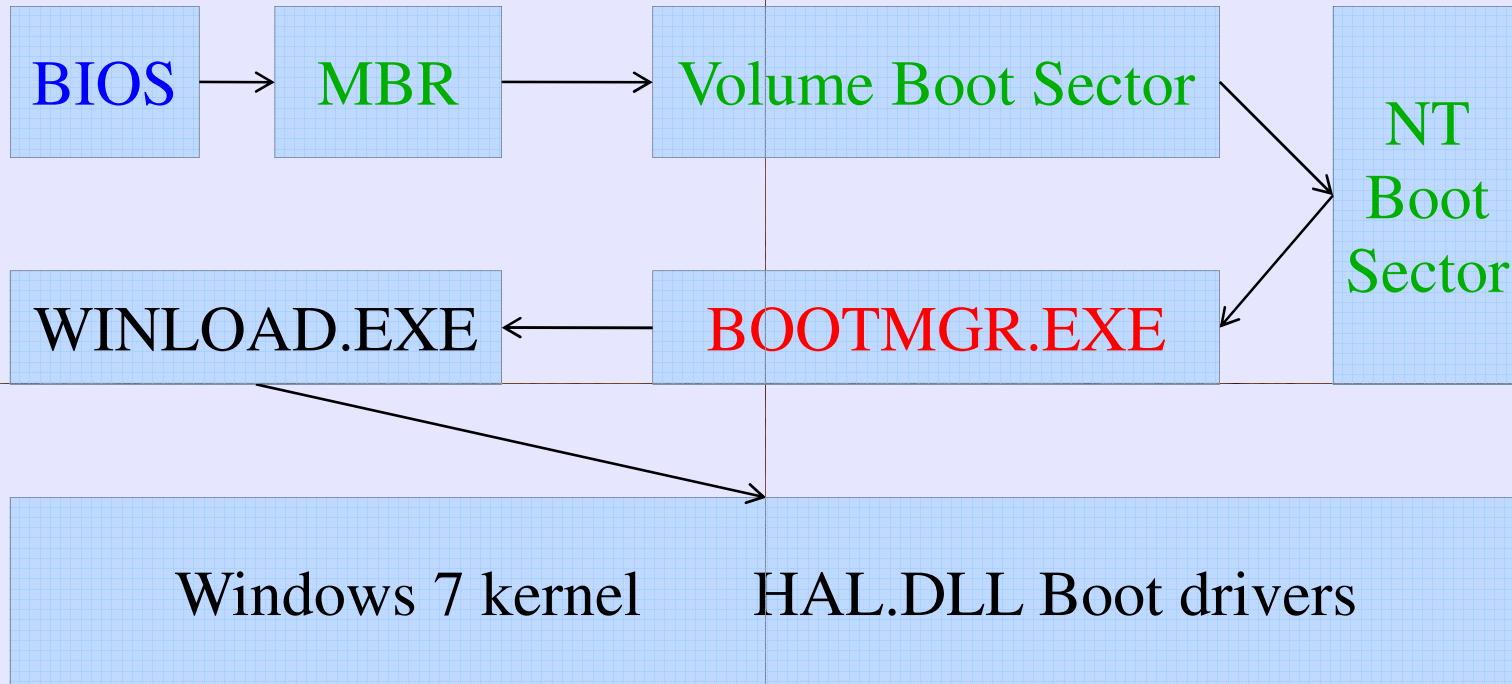 BIOS
MBR
Volume Boot Sector
NT
Boot
Sector
WINLOAD.EXE
BOOTMGR.EXE
Windows 7 kernel HAL.DLL Boot drivers